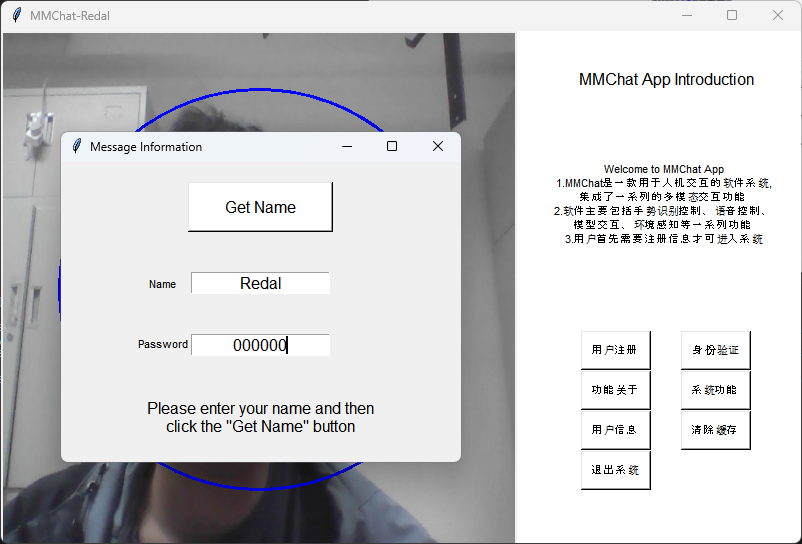 MMChat-Redal
Message Information
Get Name
Name
Redal
Password
000000
Please enter your name and then
click the "Get Name" button
MMChat App Introduction
Welcome to MMChat App
1.MMChat是一款用于人机交互的软件系统,
集成了一系列的多模态交互功能
2.软件主要包括手势识别控制、语音控制、
模型交互、环境感知等一系列功能
3.用户首先需要注册信息才可进入系统
用户注册
身份验证
功能关于
系统功能
用户信息
清除缓存
退出系统